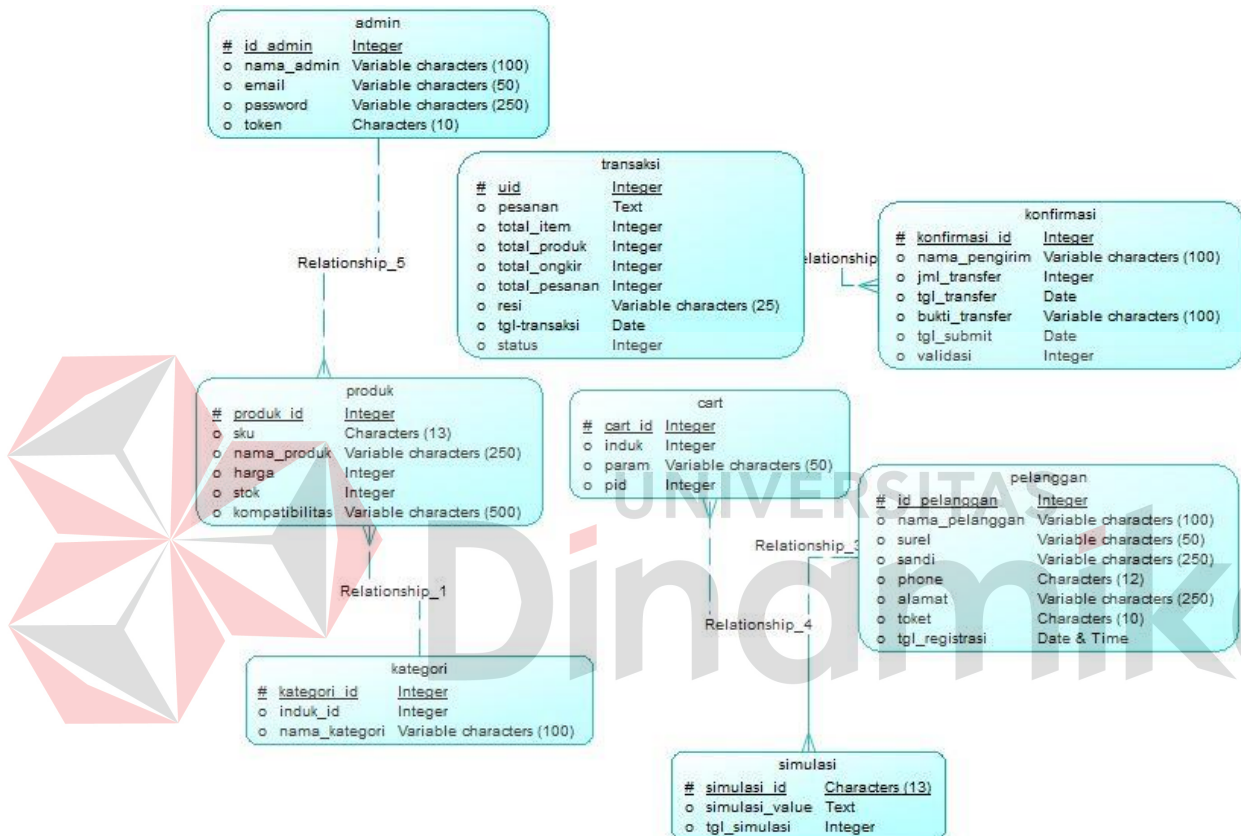 admin
# id_admin Integer
o nama_admin Variable characters (100)
o email Variable characters (50)
o password Variable characters (250)
o token Characters (10)
Relationship_5
transaksi
# uid Integer
o pesanan Text
o total_item Integer
o total_produk Integer
o total_ongkir Integer
o total_pesanan Integer
o resi Variable characters (25)
o tgl-transaksi Date
o status Integer
elationship
konfirmasi
# konfirmasi_id Integer
o nama_pengirim Variable characters (100)
o jml_transfer Integer
o tgl_transfer Date
o bukti_transfer Variable characters (100)
o tgl_submit Date
o validasi Integer
produk
# produk_id Integer
o sku Characters (13)
o nama_produk Variable characters (250)
o harga Integer
o stok Integer
o kompatibilitas Variable characters (500)
cart
# cart_id Integer
o induk Integer
o param Variable characters (50)
o pid Integer
UNIVERSITAS
Dinamika
pelanggan
# id_pelanggan Integer
o nama_pelanggan Variable characters (100)
o surel Variable characters (50)
o sandi Variable characters (250)
o phone Characters (12)
o alamat Variable characters (250)
o toket Characters (10)
o tgl_registrasi Date & Time
Relationship_3
Relationship_1
Relationship_4
kategori
# kategori_id Integer
o induk_id Integer
o nama_kategori Variable characters (100)
simulasi
# simulasi_id Characters (13)
o simulasi_value Text
o tgl_simulasi Integer